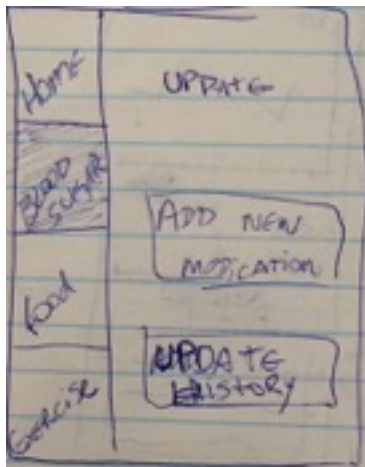 HOME
BLOOD
SUGAR
Food
Exercise
UPDATE
ADD NEW
MEDICATION
UPDATE
HISTORY